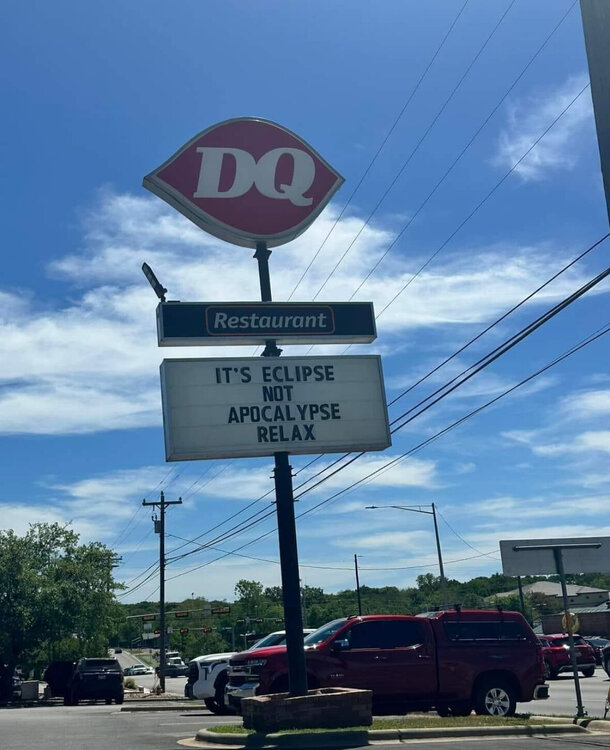 DQ
Restaurant
IT'S ECLIPSE
NOT
APOCALYPSE
RELAX